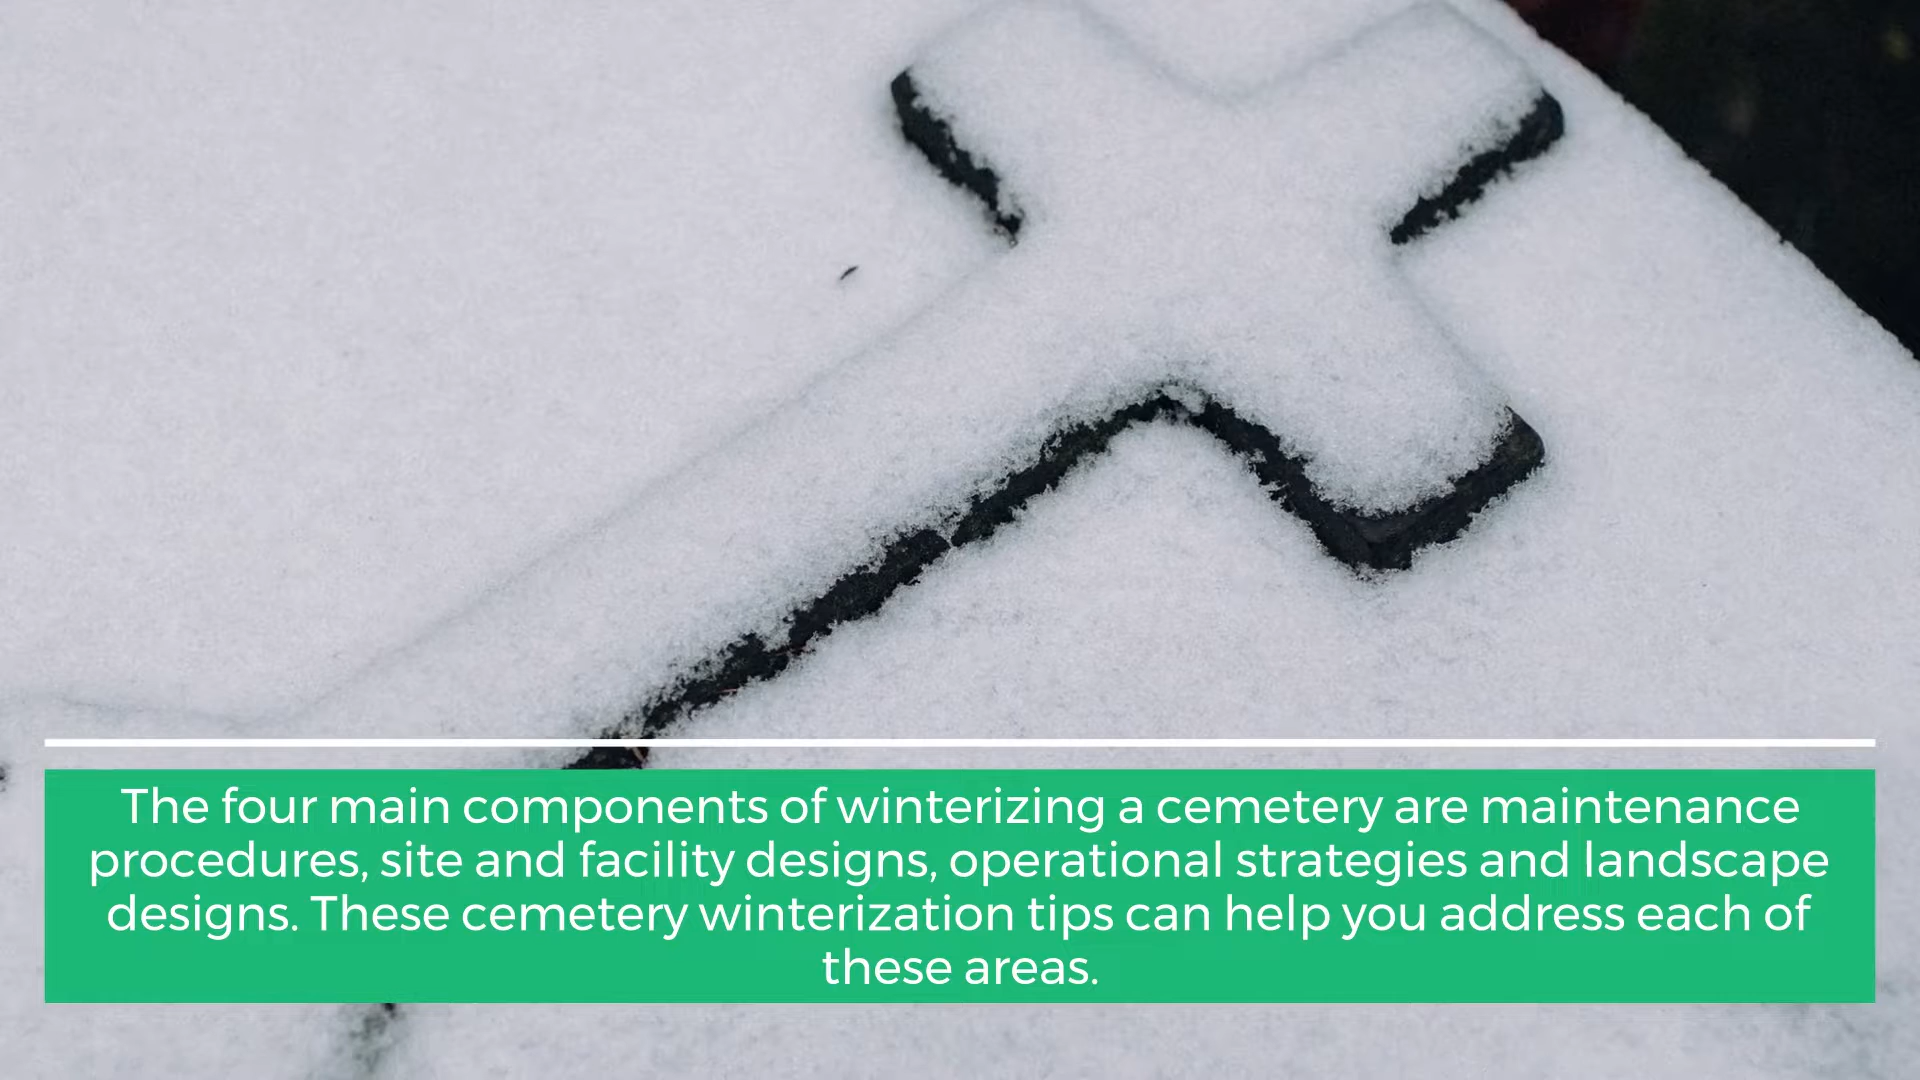 The four main components of winterizing a cemetery are maintenance
procedures, site and facility designs, operational strategies and landscape
designs. These cemetery winterization tips can help you address each of
these areas.